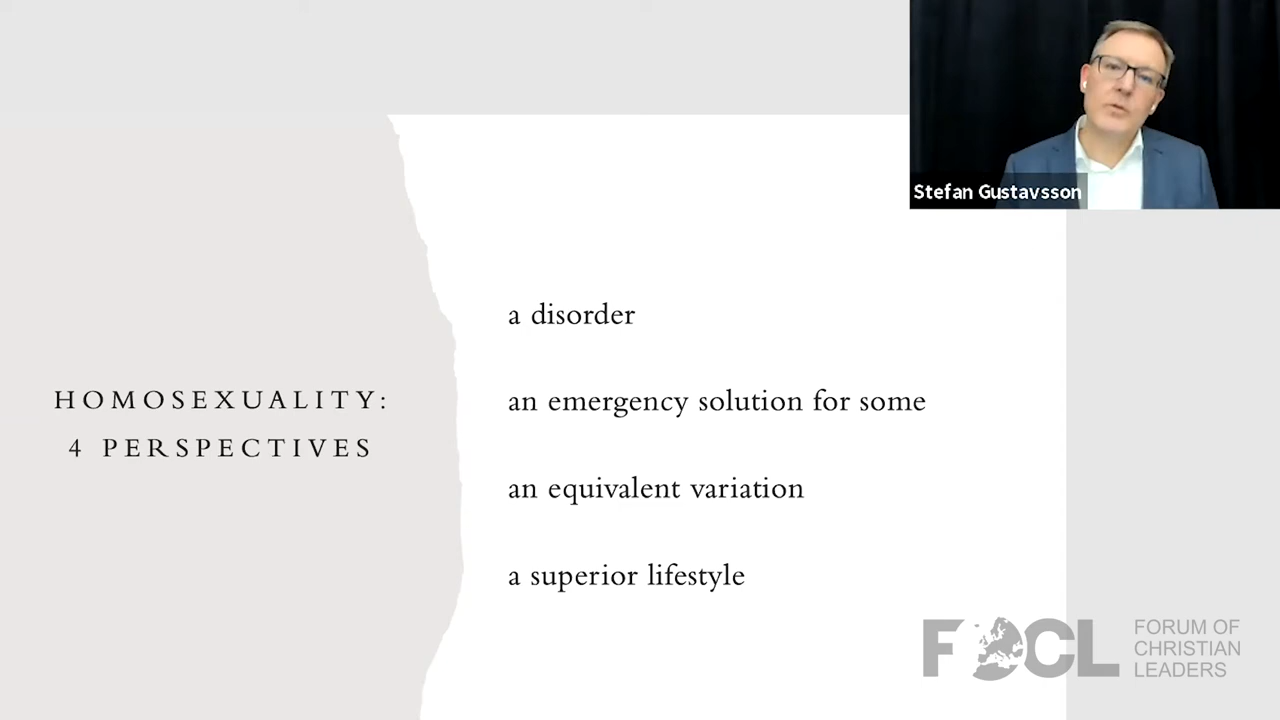 Stefan Gustavsson
HOMOSEXUALITY:
4 PERSPECTIVES
a disorder
an emergency solution for some
an equivalent variation
a superior lifestyle
FOCL
FORUM OF
CHRISTIAN
LEADERS